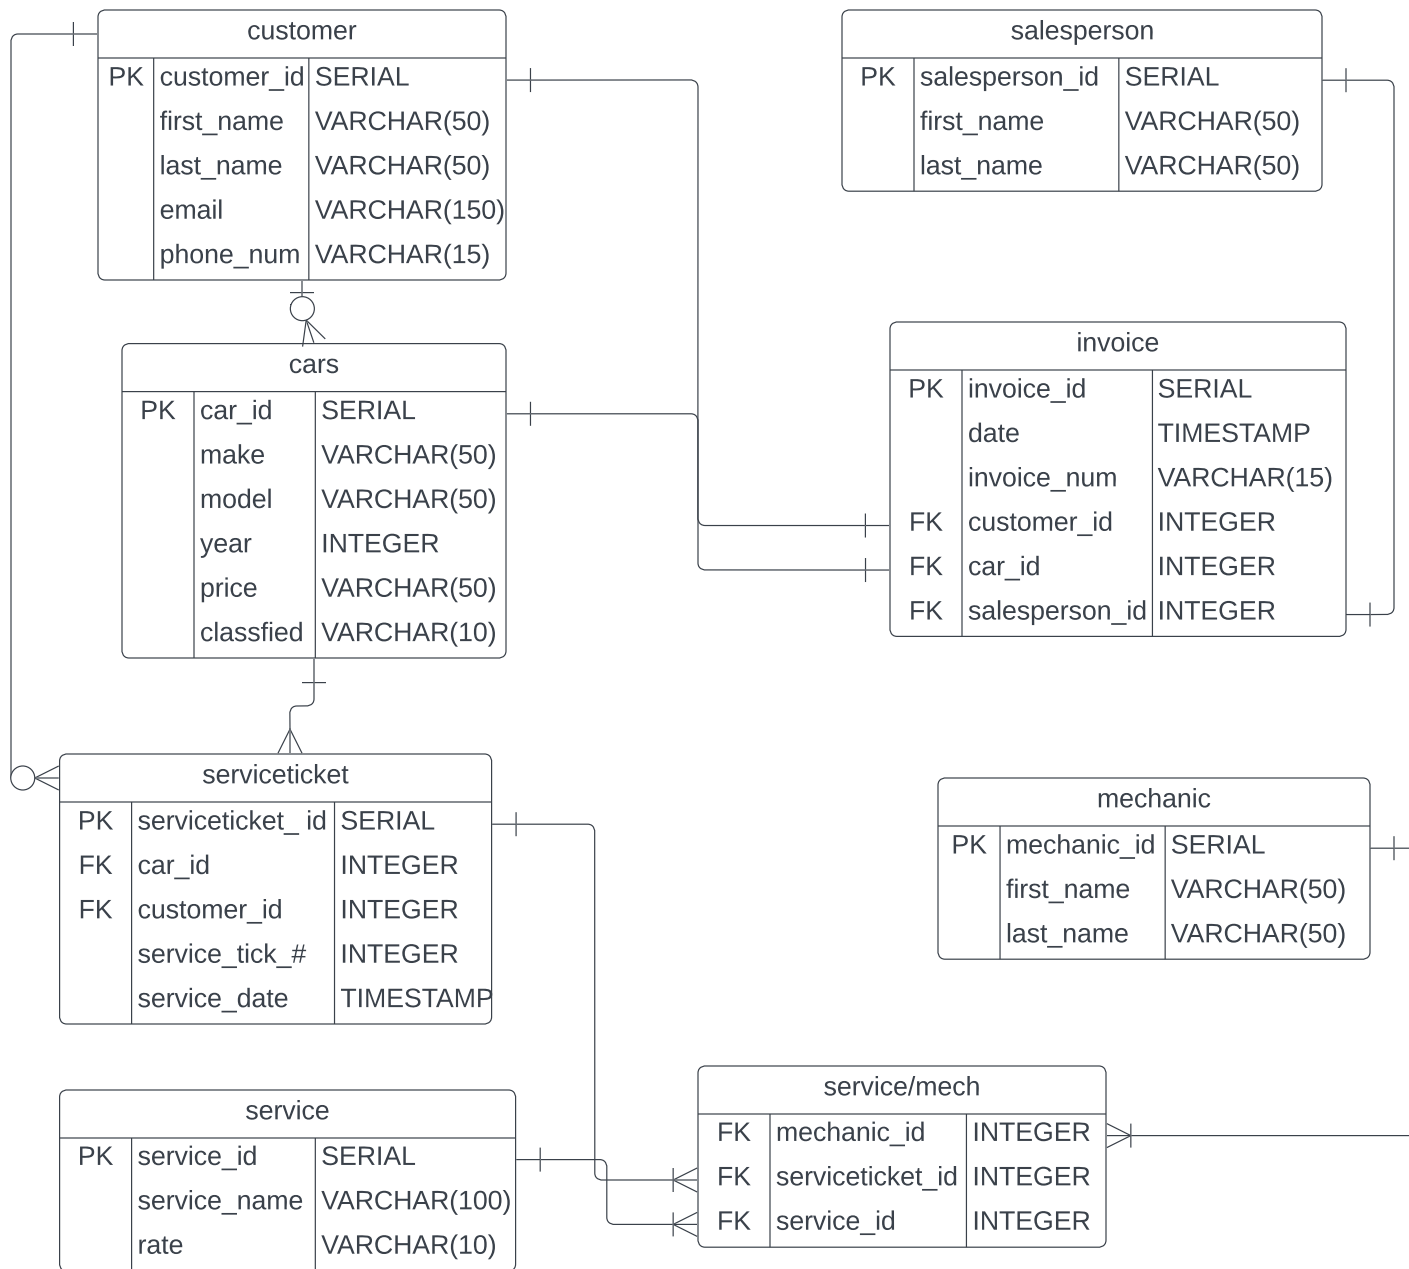 customer
PK customer_id SERIAL
first_name VARCHAR(50)
last_name VARCHAR(50)
email VARCHAR(150)
phone_num VARCHAR(15)
salesperson
PK salesperson_id SERIAL
first_name VARCHAR(50)
last_name VARCHAR(50)
cars
PK car_id SERIAL
make VARCHAR(50)
model VARCHAR(50)
year INTEGER
price VARCHAR(50)
classfied VARCHAR(10)
invoice
PK invoice_id SERIAL
date TIMESTAMP
invoice_num VARCHAR(15)
FK customer_id INTEGER
FK car_id INTEGER
FK salesperson_id INTEGER
serviceticket
PK serviceticket_ id SERIAL
FK car_id INTEGER
FK customer_id INTEGER
service_tick_# INTEGER
service_date TIMESTAMP
mechanic
PK mechanic_id SERIAL
first_name VARCHAR(50)
last_name VARCHAR(50)
service
PK service_id SERIAL
service_name VARCHAR(100)
rate VARCHAR(10)
service/mech
FK mechanic_id INTEGER
FK serviceticket_id INTEGER
FK service_id INTEGER